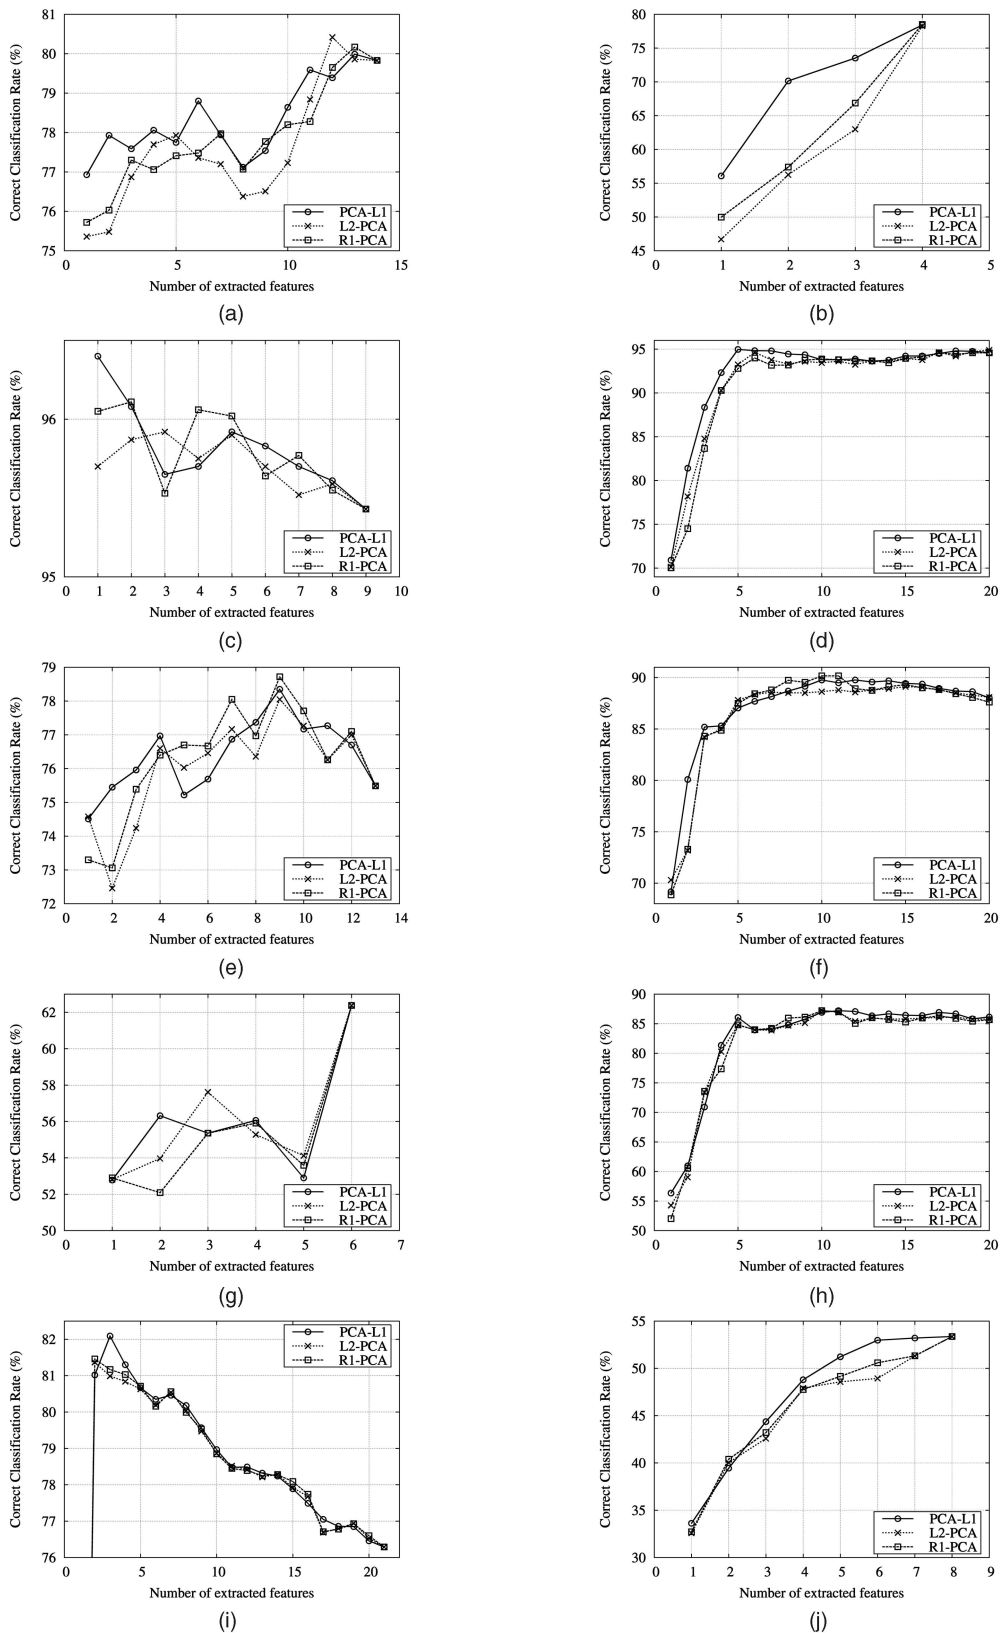 81
80
79
78
77
76
75
0 5 10 15
Correct Classification Rate (%)
Number of extracted features
PCA-L1
L2-PCA
R1-PCA
(a)
80
75
70
65
60
55
50
45
0 1 2 3 4 5
Correct Classification Rate (%)
Number of extracted features
PCA-L1
L2-PCA
R1-PCA
(b)
96
95
0 1 2 3 4 5 6 7 8 9 10
Correct Classification Rate (%)
Number of extracted features
PCA-L1
L2-PCA
R1-PCA
(c)
95
90
85
80
75
70
0 5 10 15 20
Correct Classification Rate (%)
Number of extracted features
PCA-L1
L2-PCA
R1-PCA
(d)
79
78
77
76
75
74
73
72
0 2 4 6 8 10 12 14
Correct Classification Rate (%)
Number of extracted features
PCA-L1
L2-PCA
R1-PCA
(e)
90
85
80
75
70
0 5 10 15 20
Correct Classification Rate (%)
Number of extracted features
PCA-L1
L2-PCA
R1-PCA
(f)
62
60
58
56
54
52
50
0 1 2 3 4 5 6 7
Correct Classification Rate (%)
Number of extracted features
PCA-L1
L2-PCA
R1-PCA
(g)
90
85
80
75
70
65
60
55
50
0 5 10 15 20
Correct Classification Rate (%)
Number of extracted features
PCA-L1
L2-PCA
R1-PCA
(h)
82
81
80
79
78
77
76
0 5 10 15 20
Correct Classification Rate (%)
Number of extracted features
PCA-L1
L2-PCA
R1-PCA
(i)
55
50
45
40
35
30
0 1 2 3 4 5 6 7 8 9
Correct Classification Rate (%)
Number of extracted features
PCA-L1
L2-PCA
R1-PCA
(j)